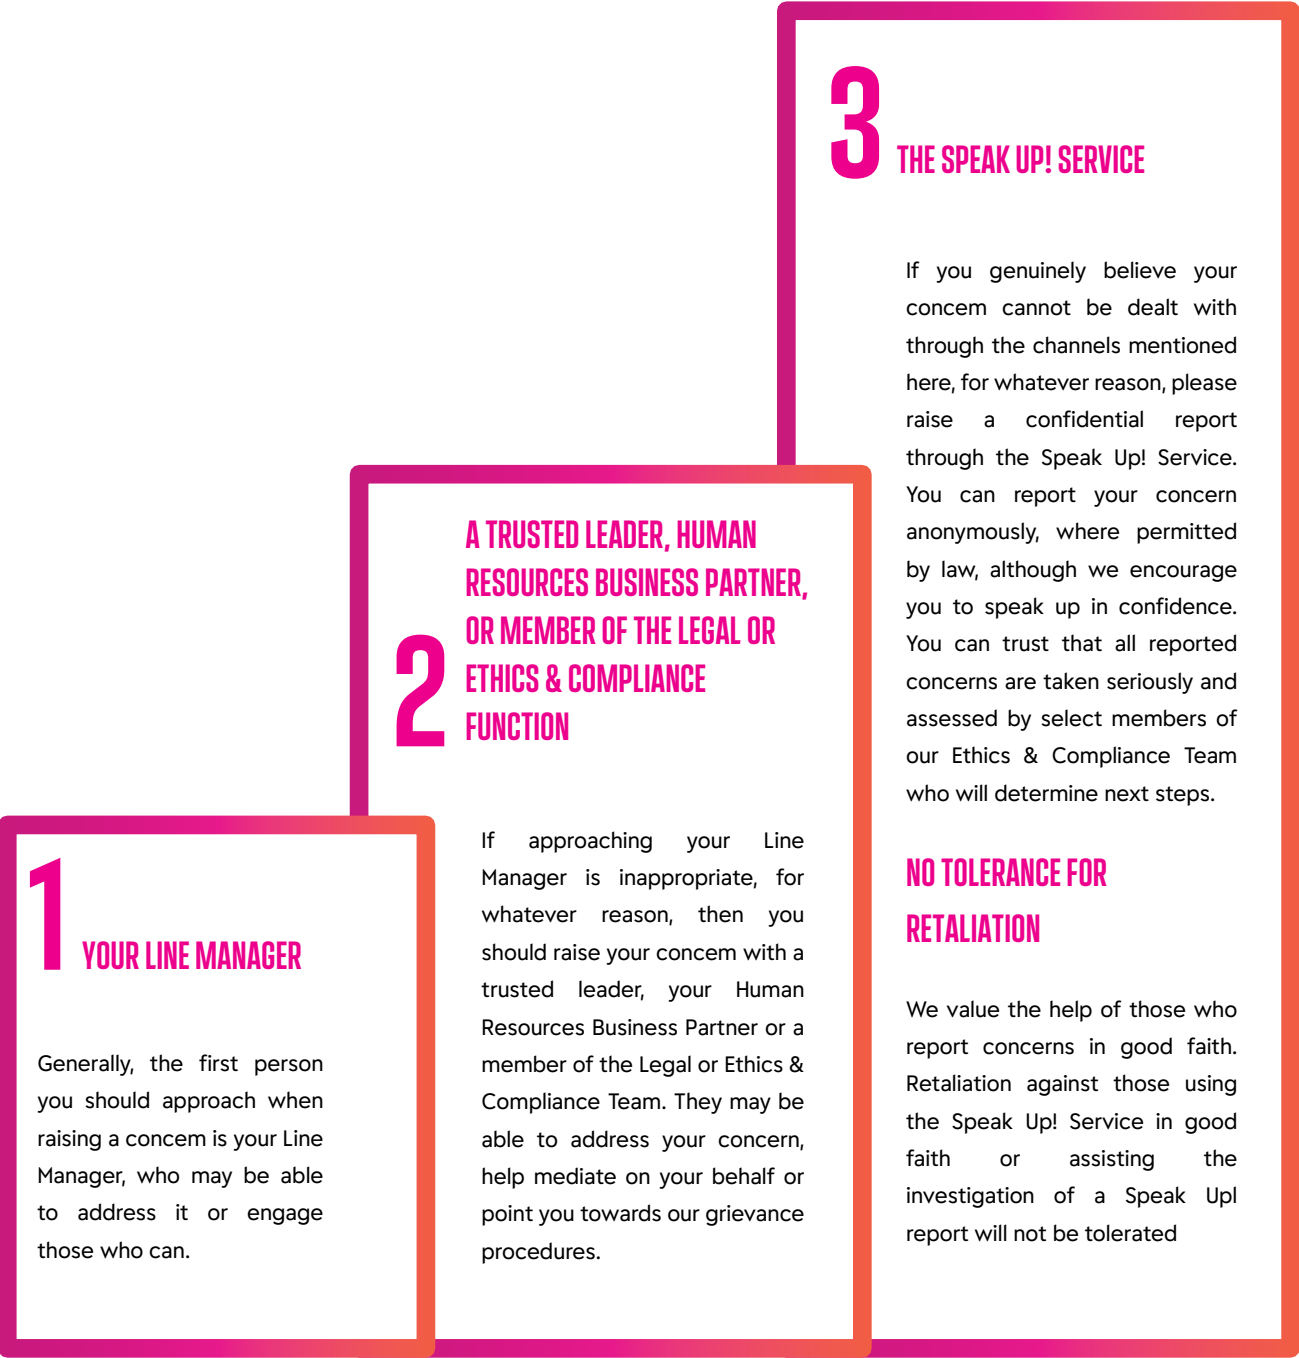 1 YOUR LINE MANAGER
Generally, the first person
you should approach when
raising a concem is your Line
Manager, who may be able
to address it or engage
those who can.
2
A TRUSTED LEADER, HUMAN
RESOURCES BUSINESS PARTNER,
OR MEMBER OF THE LEGAL OR
ETHICS & COMPLIANCE
FUNCTION
If approaching your Line
Manager is inappropriate, for
whatever reason, then you
should raise your concem with a
trusted leader, your Human
Resources Business Partner or a
member of the Legal or Ethics &
Compliance Team. They may be
able to address your concern,
help mediate on your behalf or
point you towards our grievance
procedures.
3 THE SPEAK UP! SERVICE
If you genuinely believe your
concem cannot be dealt with
through the channels mentioned
here, for whatever reason, please
raise a confidential report
through the Speak Up! Service.
You can report your concern
anonymously, where permitted
by law, although we encourage
you to speak up in confidence.
You can trust that all reported
concerns are taken seriously and
assessed by select members of
our Ethics & Compliance Team
who will determine next steps.
NO TOLERANCE FOR
RETALIATION
We value the help of those who
report concerns in good faith.
Retaliation against those using
the Speak Up! Service in good
faith or assisting the
investigation of a Speak Upl
report will not be tolerated